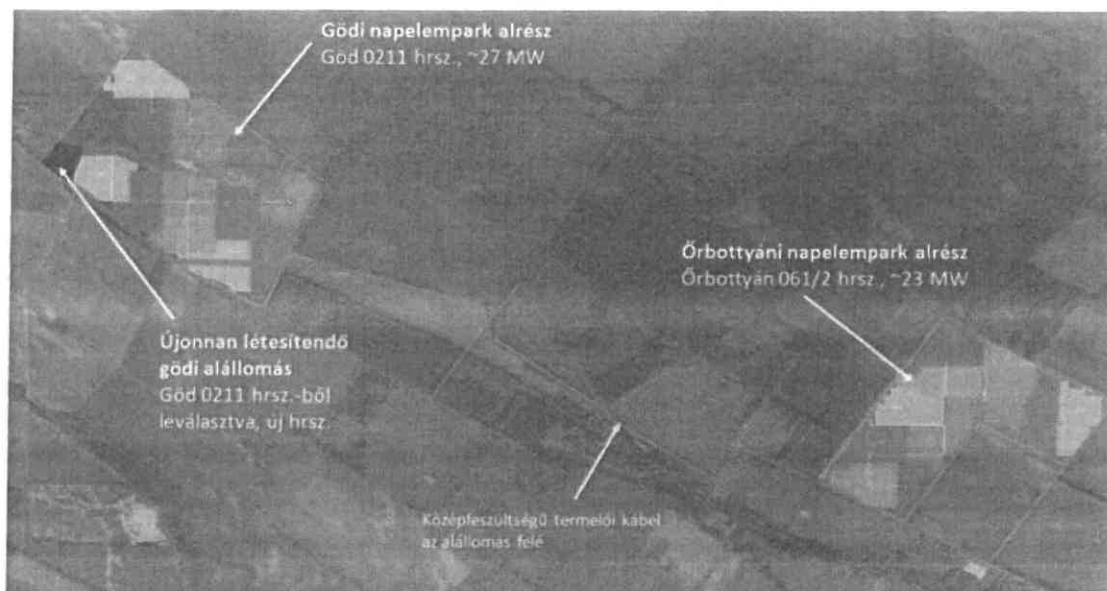 Gödi napelempark alrész
Göd 0211 hrsz., ~27 MW
Őrbottyáni napelempark alrész
Őrbottyán 061/2 hrsz., ~23 MW
Újonnan létesítendő
gödi alállomás
Göd 0211 hrsz.-ből
leválasztva, új hrsz.
Középfeszültségű termelői kábel
az alállomás felé